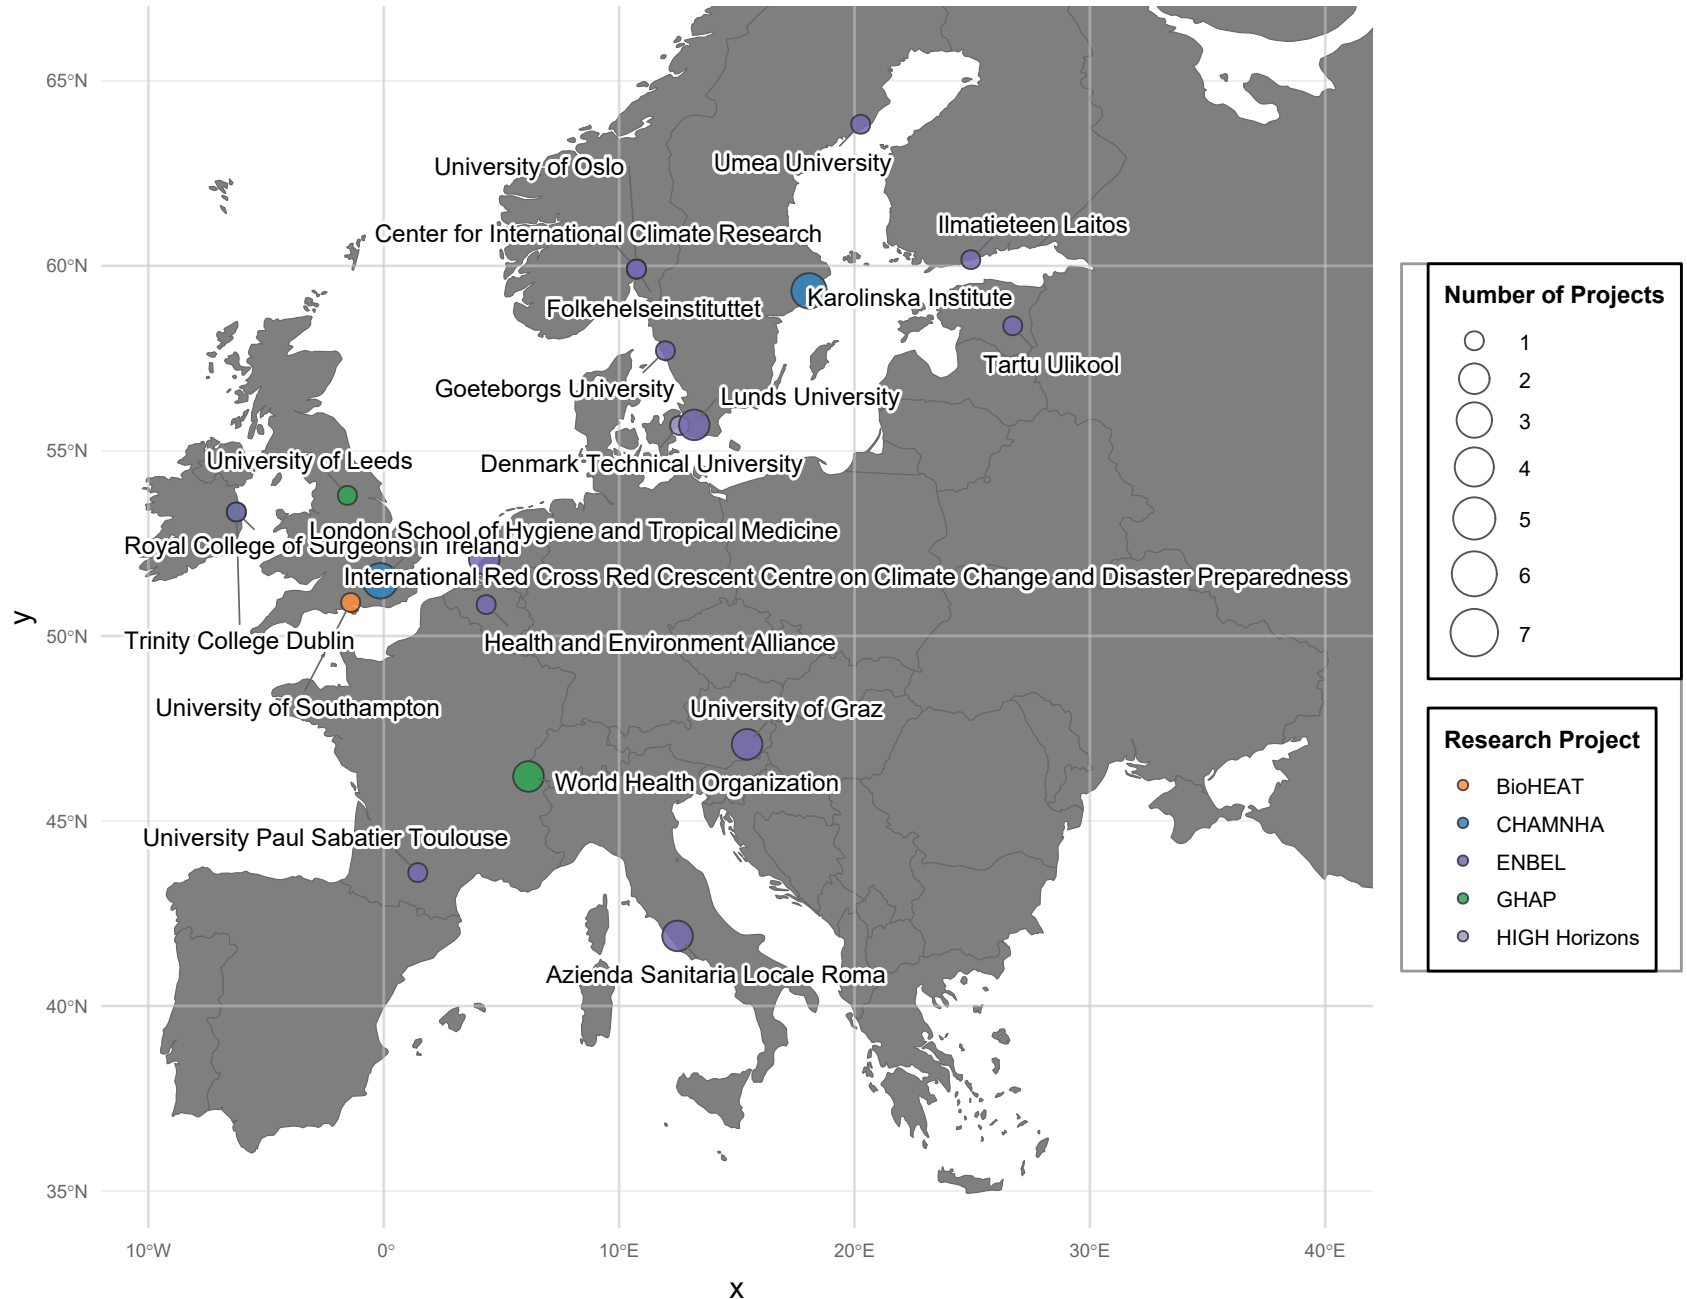 65°N
60°N
55°N
50°N
45°N
40°N
35°N
10°W
0°
10°E
20°E
30°E
40°E
x
y
University of Oslo
Umea University
Center for International Climate Research
Ilmatieteen Laitos
Karolinska Institute
Folkehelseinstituttet
Tartu Ulikool
Goeteborgs University
Lunds University
University of Leeds
Denmark Technical University
London School of Hygiene and Tropical Medicine
Royal College of Surgeons in Ireland
International Red Cross Red Crescent Centre on Climate Change and Disaster Preparedness
Trinity College Dublin
Health and Environment Alliance
University of Southampton
University of Graz
World Health Organization
University Paul Sabatier Toulouse
Azienda Sanitaria Locale Roma
Number of Projects
1
2
3
4
5
6
7
Research Project
BioHEAT
CHAMNHA
ENBEL
GHAP
HIGH Horizons